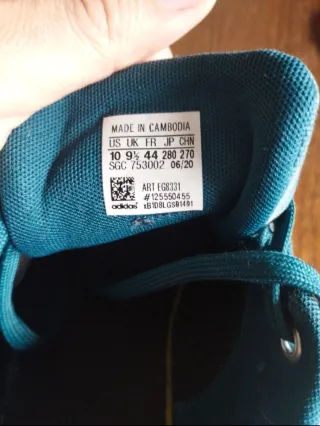 MADE IN CAMBODIA
US UK FR JP CHN
10 9½ 44 280 270
SGC 753002 06/20
ART EG8331
#125550455
adidas xB1D8LGS01491